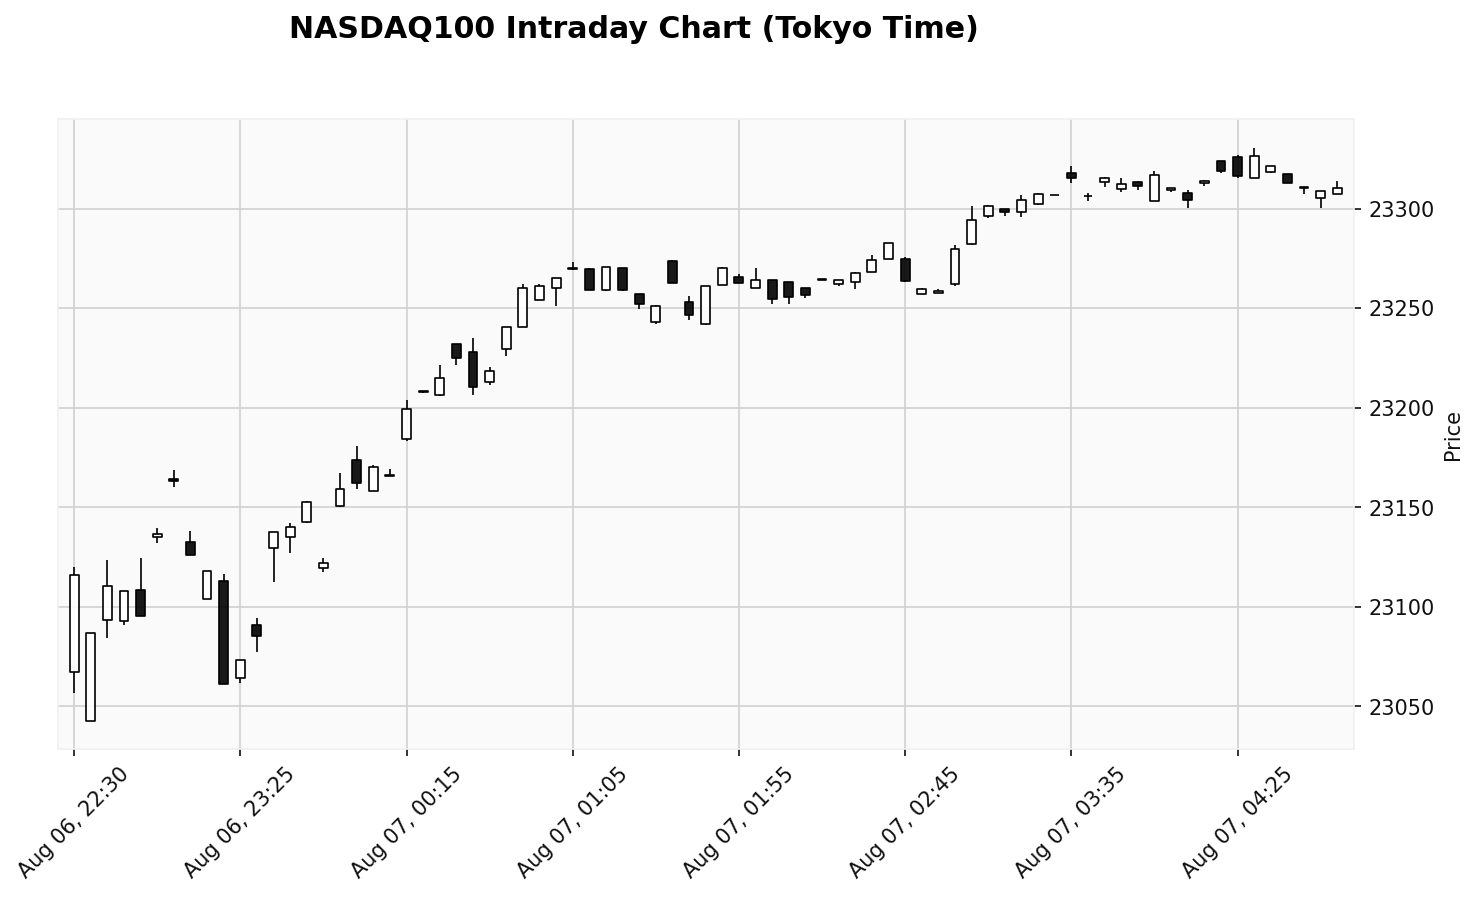 NASDAQ100 Intraday Chart (Tokyo Time)
23300
23250
23200
23150
23100
23050
Price
Aug 06, 22:30
Aug 06, 23:25
Aug 07, 00:15
Aug 07, 01:05
Aug 07, 01:55
Aug 07, 02:45
Aug 07, 03:35
Aug 07, 04:25